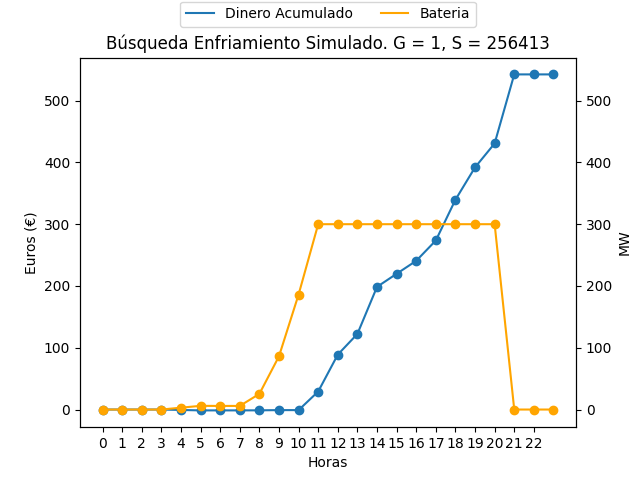 Dinero Acumulado Bateria
Búsqueda Enfriamiento Simulado. G = 1, S = 256413
500
400
300
200
100
0
Euros (€)
500
400
300
200
100
0
MW
0 1 2 3 4 5 6 7 8 9 10 11 12 13 14 15 16 17 18 19 20 21 22
Horas